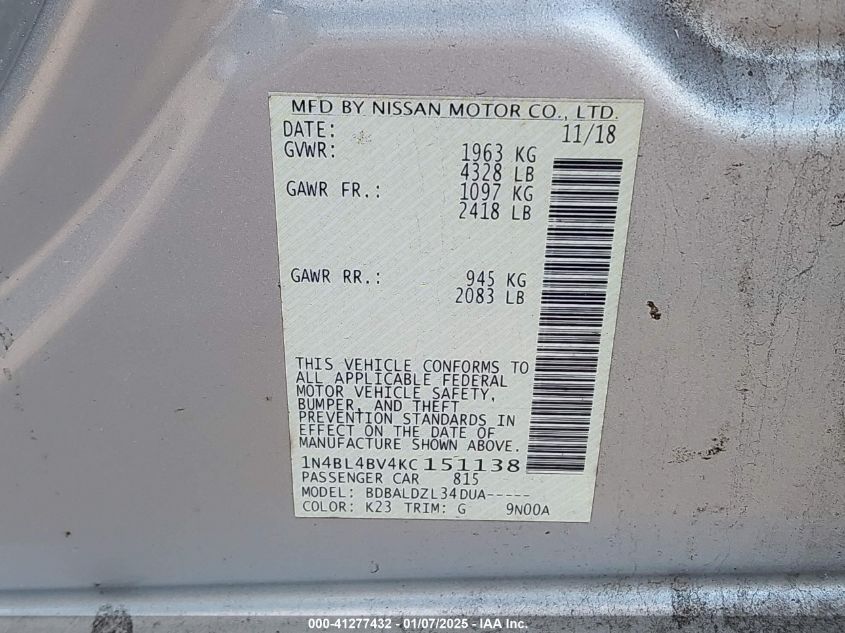 MFD BY NISSAN MOTOR CO., LTD.
DATE: 11/18
GVWR: 1963 KG
4328 LB
GAWR FR.: 1097 KG
2418 LB
GAWR RR.: 945 KG
2083 LB
THIS VEHICLE CONFORMS TO
ALL APPLICABLE FEDERAL
MOTOR VEHICLE SAFETY,
BUMPER, AND THEFT
PREVENTION STANDARDS IN
EFFECT ON THE DATE OF
MANUFACTURE SHOWN ABOVE.
1N4BL4BV4KC151138
PASSENGER CAR 815
MODEL: BDBALDZL34DUA-----
COLOR: K23 TRIM: G 9N00A
000-41277432 - 01/07/2025 - IAA Inc.